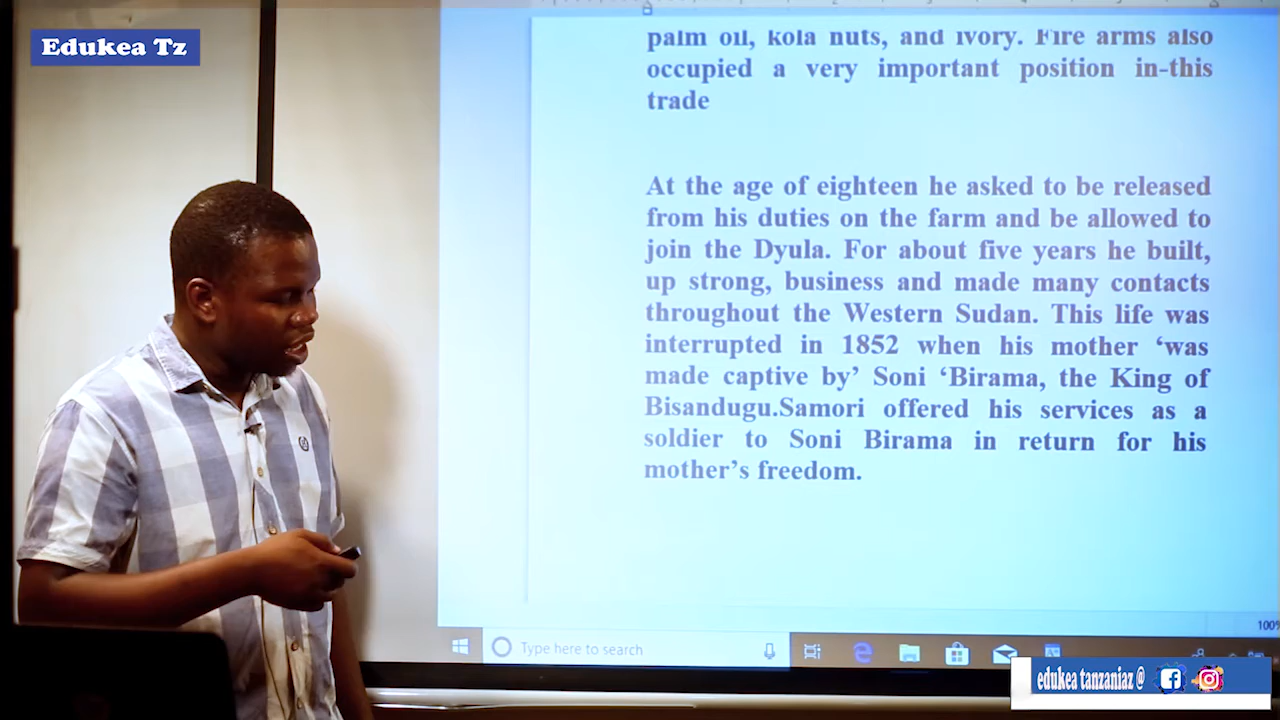 Edukea Tz
palm oil, kola nuts, and ivory. Fire arms also
occupied a very important position in-this
trade
At the age of eighteen he asked to be released
from his duties on the farm and be allowed to
join the Dyula. For about five years he built,
up strong, business and made many contacts
throughout the Western Sudan. This life was
interrupted in 1852 when his mother ‘was
made captive by’ Soni ‘Birama, the King of
Bisandugu.Samori offered his services as a
soldier to Soni Birama in return for his
mother’s freedom.
100%
Type here to search
edukea tanzaniaz @